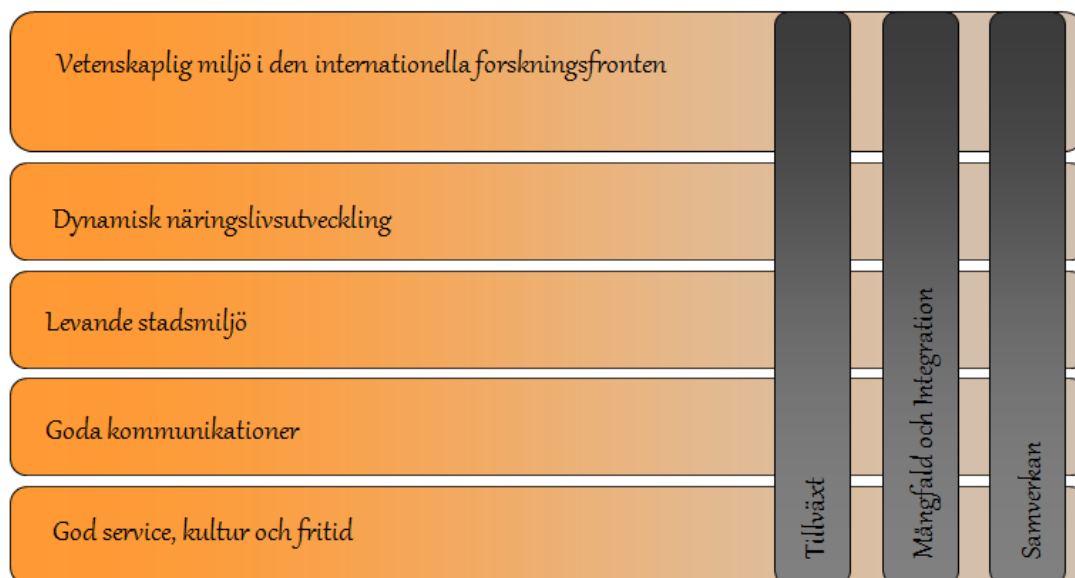 Vetenskaplig miljö i den internationella forskningsfronten
Dynamisk näringslivsutveckling
Levande stadsmiljö
Goda kommunikationer
God service, kultur och fritid
Tillväxt
Mångfald och Integration
Samverkan